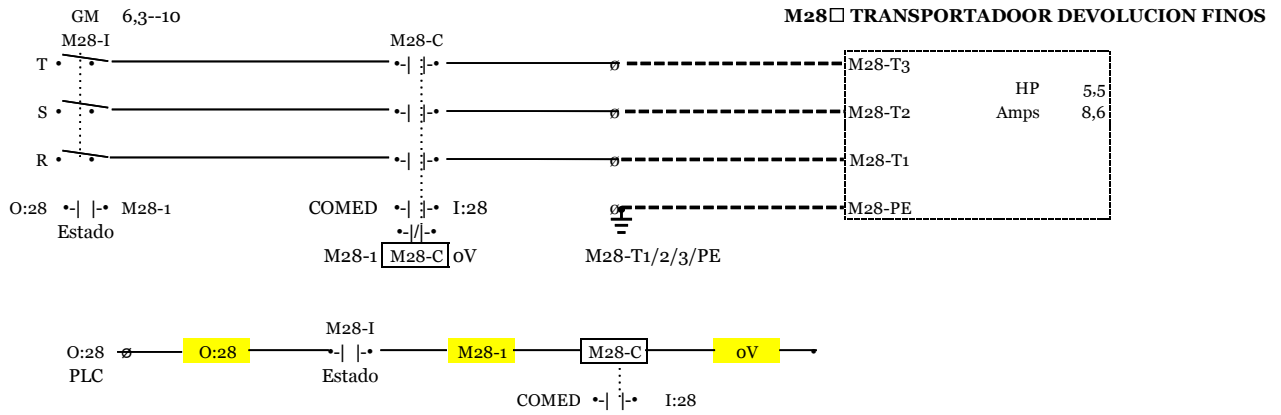 GM 6,3--10 M28□ TRANSPORTADOOR DEVOLUCION FINOS
M28-I M28-C
T •-| |-• ø M28-T3
HP 5,5
S •-| |-• ø M28-T2 Amps 8,6
R •-| |-• ø M28-T1
O:28 •-| |-• M28-1 COMED •-| |-• I:28 ø M28-PE
Estado •-|/|-•
M28-1 M28-C 0V M28-T1/2/3/PE
M28-I
O:28 ø O:28 •-| |-• M28-1 M28-C 0V
PLC Estado
COMED •-| |-• I:28